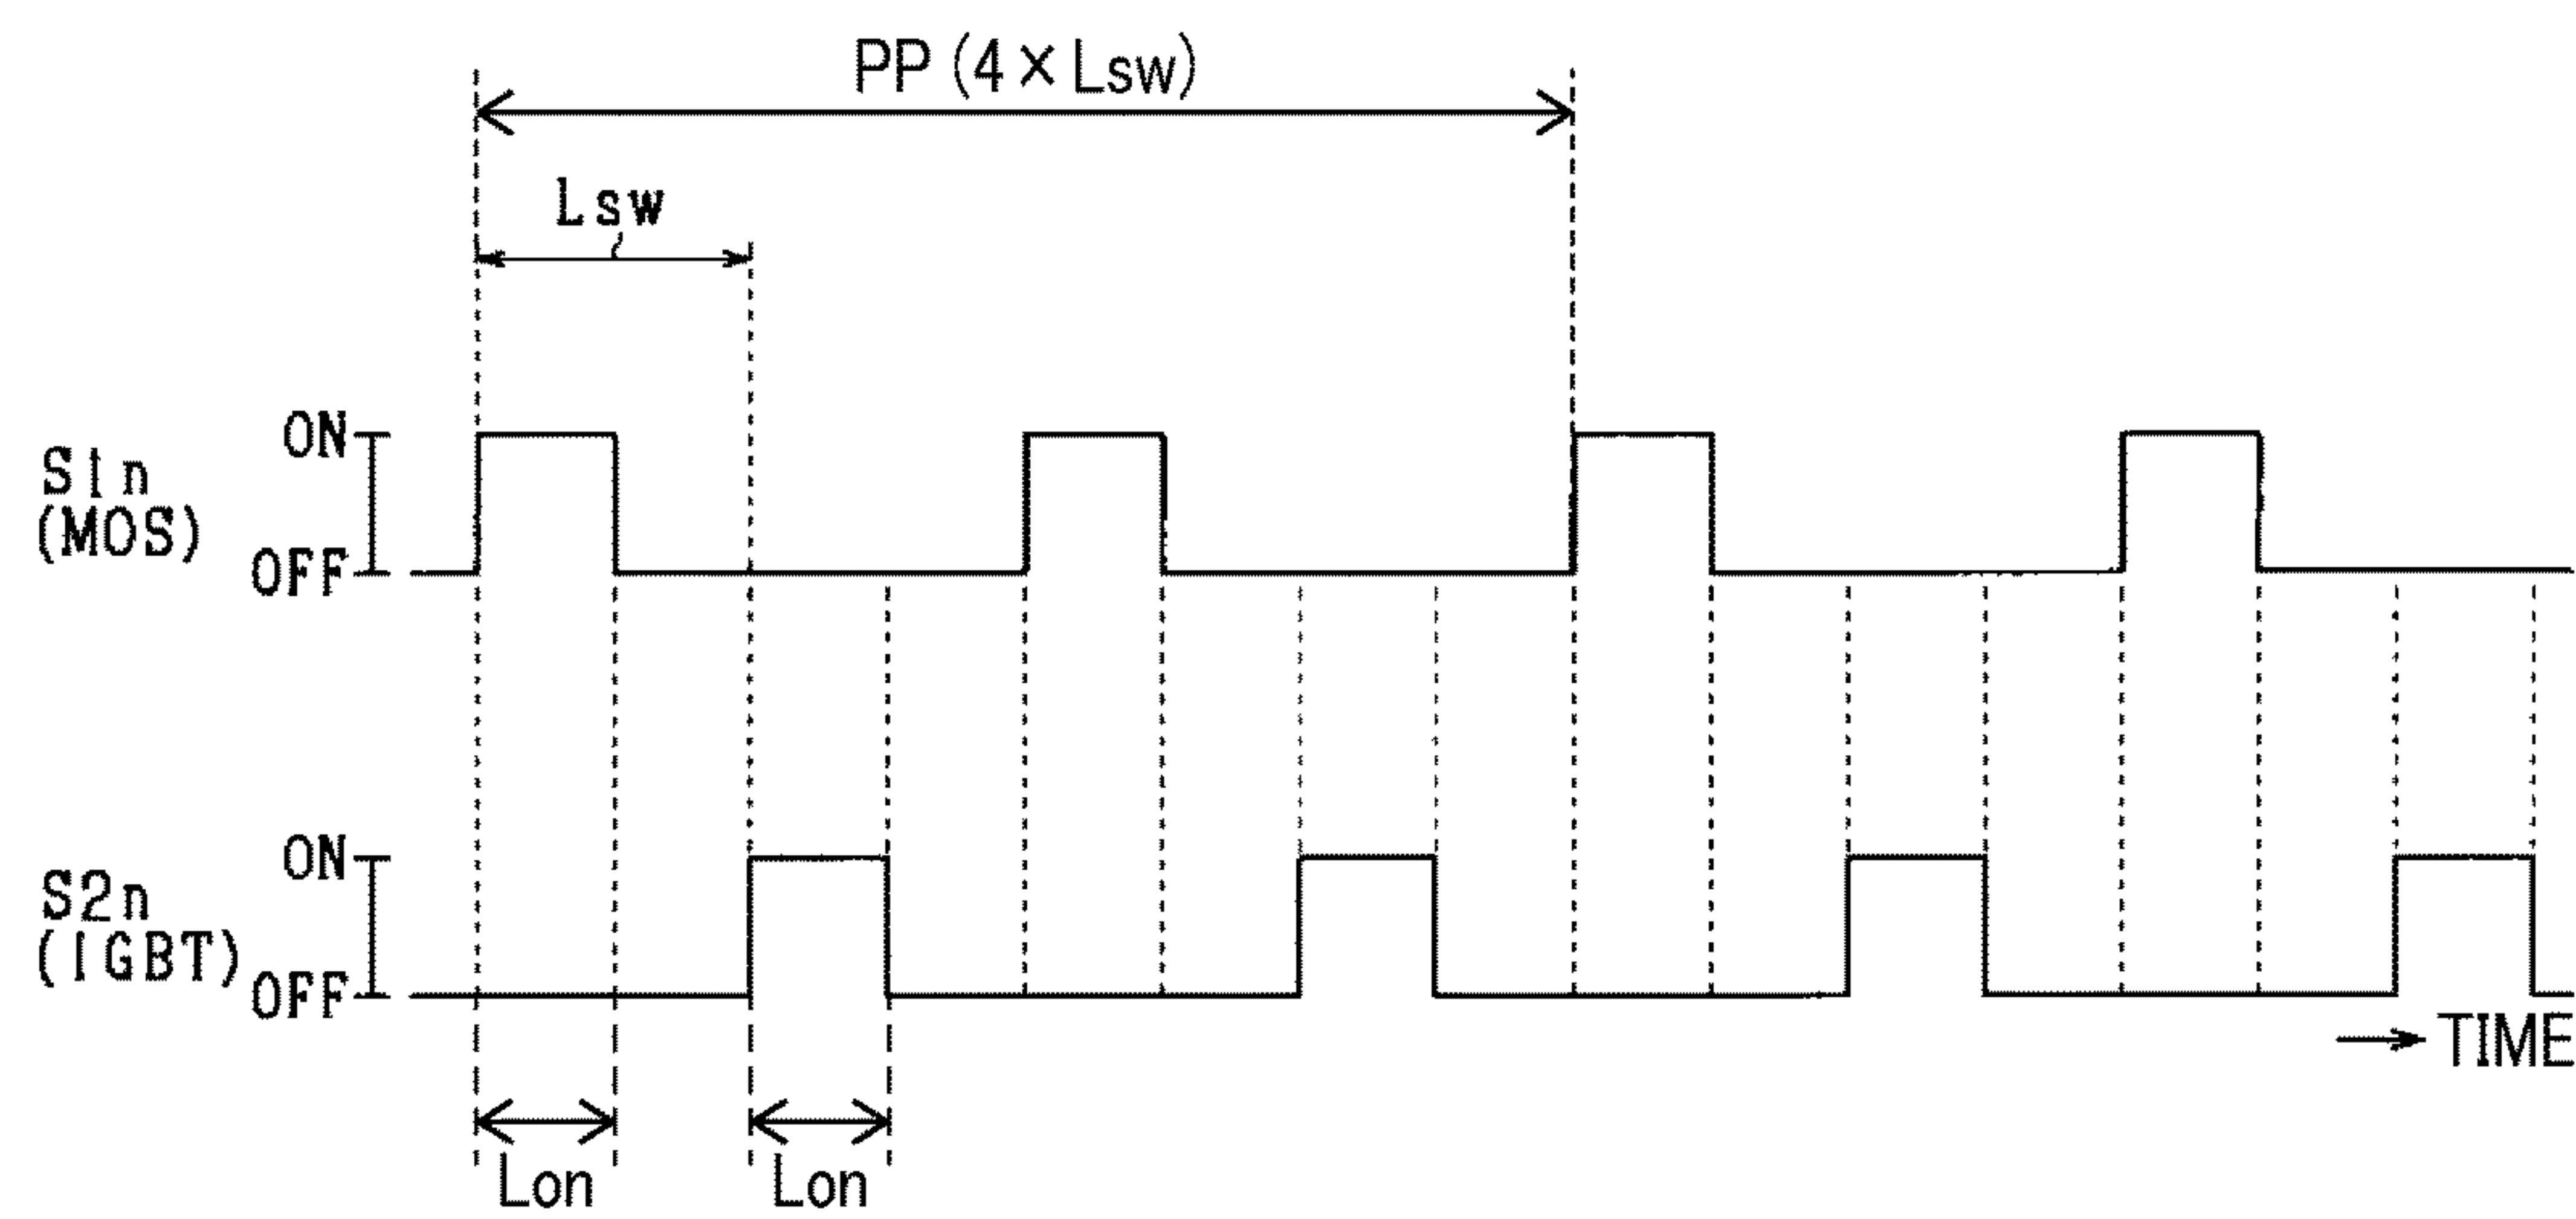 PP (4 × Lsw)
Lsw
ON
S1n
(MOS)
OFF
ON
S2n
(IGBT)
OFF
TIME
Lon
Lon